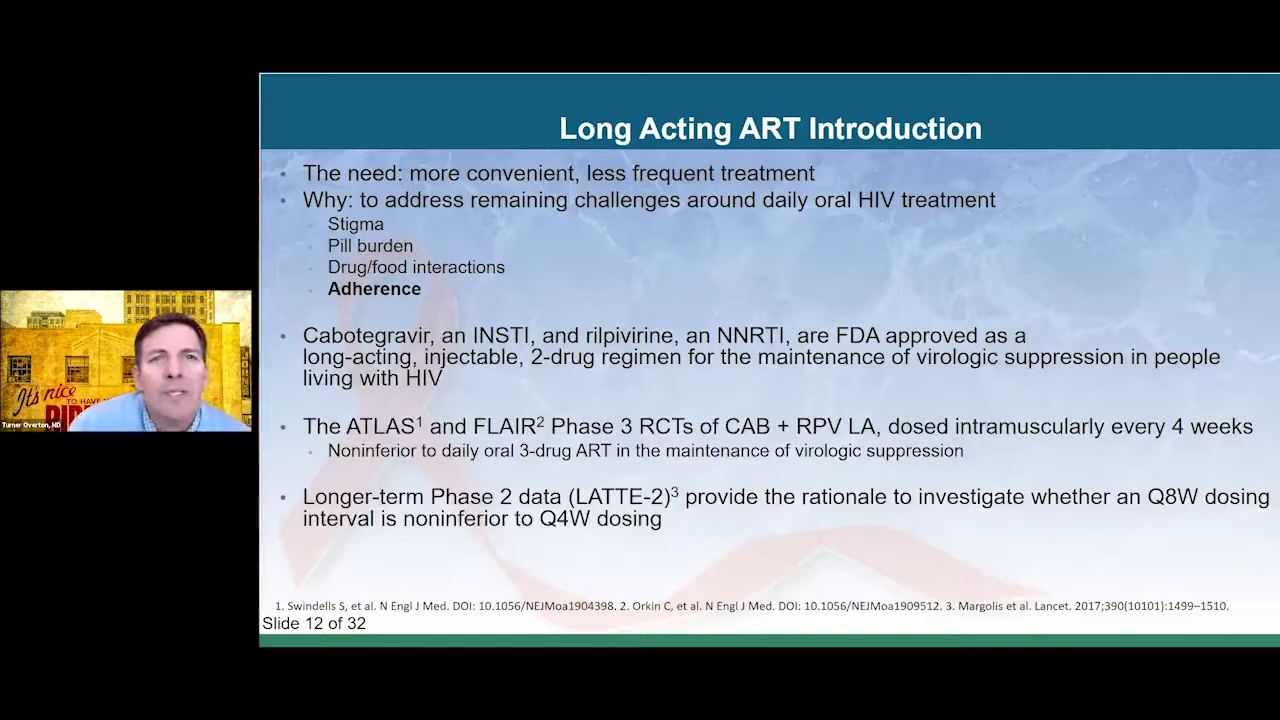 Long Acting ART Introduction
• The need: more convenient, less frequent treatment
• Why: to address remaining challenges around daily oral HIV treatment
Stigma
Pill burden
Drug/food interactions
Adherence
• Cabotegravir, an INSTI, and rilpivirine, an NNRTI, are FDA approved as a
long-acting, injectable, 2-drug regimen for the maintenance of virologic suppression in people
living with HIV
• The ATLAS¹ and FLAIR² Phase 3 RCTs of CAB + RPV LA, dosed intramuscularly every 4 weeks
Noninferior to daily oral 3-drug ART in the maintenance of virologic suppression
• Longer-term Phase 2 data (LATTE-2)³ provide the rationale to investigate whether an Q8W dosing
interval is noninferior to Q4W dosing
1. Swindells S, et al. N Engl J Med. DOI: 10.1056/NEJMoa1904398. 2. Orkin C, et al. N Engl J Med. DOI: 10.1056/NEJMoa1909512. 3. Margolis et al. Lancet. 2017;390(10101):1499–1510.
Slide 12 of 32
It's nice
TO HAVE
Turner Overton, MD